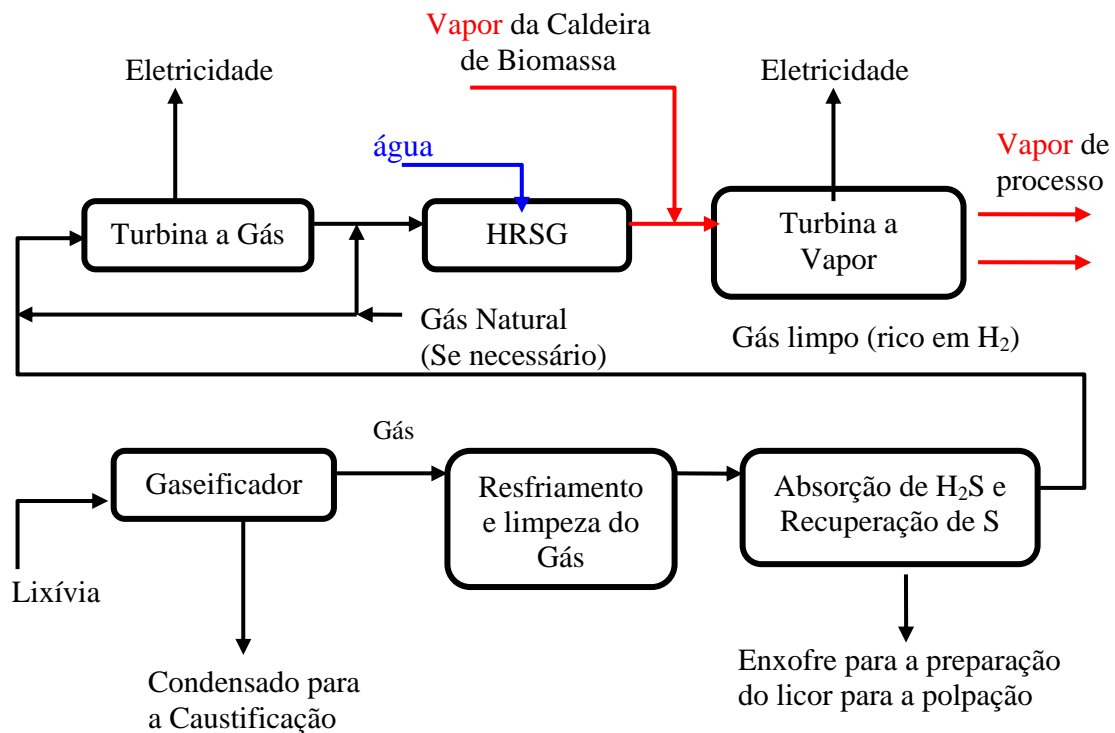 Vapor da Caldeira
de Biomassa
Eletricidade
Eletricidade
água
Vapor de
processo
Turbina a Gás
HRSG
Turbina a
Vapor
Gás Natural
(Se necessário)
Gás limpo (rico em H₂)
Gás
Gaseificador
Resfriamento
e limpeza do
Gás
Absorção de H₂S e
Recuperação de S
Lixívia
Condensado para
a Caustificação
Enxofre para a preparação
do licor para a polpação